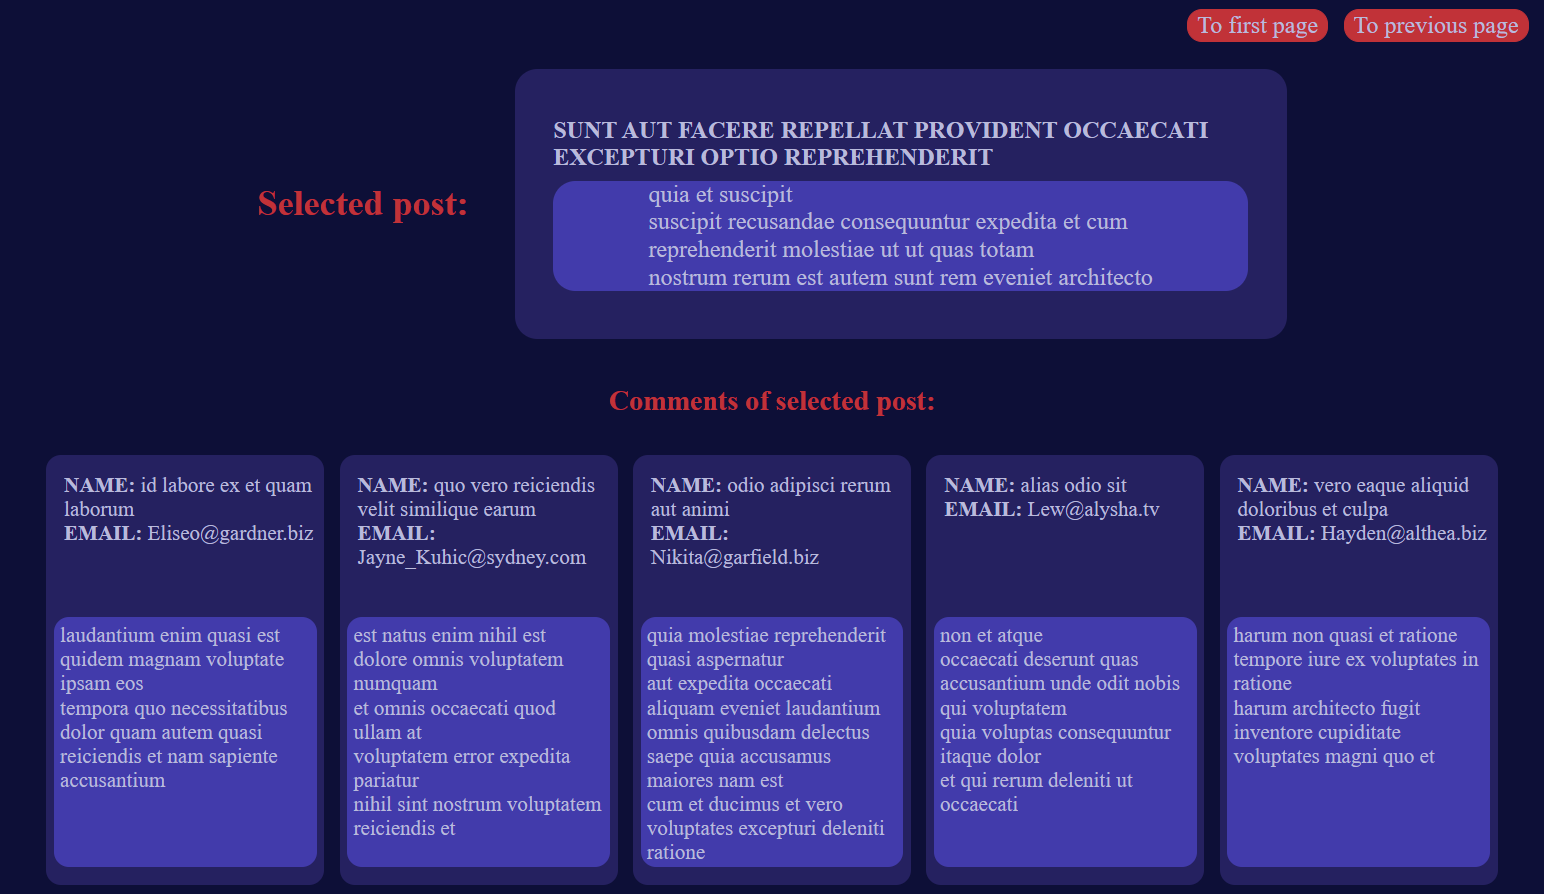 To first page
To previous page
Selected post:
SUNT AUT FACERE REPELLAT PROVIDENT OCCAECATI
EXCEPTURI OPTIO REPREHENDERIT
quia et suscipit
suscipit recusandae consequuntur expedita et cum
reprehenderit molestiae ut ut quas totam
nostrum rerum est autem sunt rem eveniet architecto
Comments of selected post:
NAME: id labore ex et quam
laborum
EMAIL: Eliseo@gardner.biz
laudantium enim quasi est
quidem magnam voluptate
ipsam eos
tempora quo necessitatibus
dolor quam autem quasi
reiciendis et nam sapiente
accusantium
NAME: quo vero reiciendis
velit similique earum
EMAIL:
Jayne_Kuhic@sydney.com
est natus enim nihil est
dolore omnis voluptatem
numquam
et omnis occaecati quod
ullam at
voluptatem error expedita
pariatur
nihil sint nostrum voluptatem
reiciendis et
NAME: odio adipisci rerum
aut animi
EMAIL:
Nikita@garfield.biz
quia molestiae reprehenderit
quasi aspernatur
aut expedita occaecati
aliquam eveniet laudantium
omnis quibusdam delectus
saepe quia accusamus
maiores nam est
cum et ducimus et vero
voluptates excepturi deleniti
ratione
NAME: alias odio sit
EMAIL: Lew@alysha.tv
non et atque
occaecati deserunt quas
accusantium unde odit nobis
qui voluptatem
quia voluptas consequuntur
itaque dolor
et qui rerum deleniti ut
occaecati
NAME: vero eaque aliquid
doloribus et culpa
EMAIL: Hayden@althea.biz
harum non quasi et ratione
tempore iure ex voluptates in
ratione
harum architecto fugit
inventore cupiditate
voluptates magni quo et